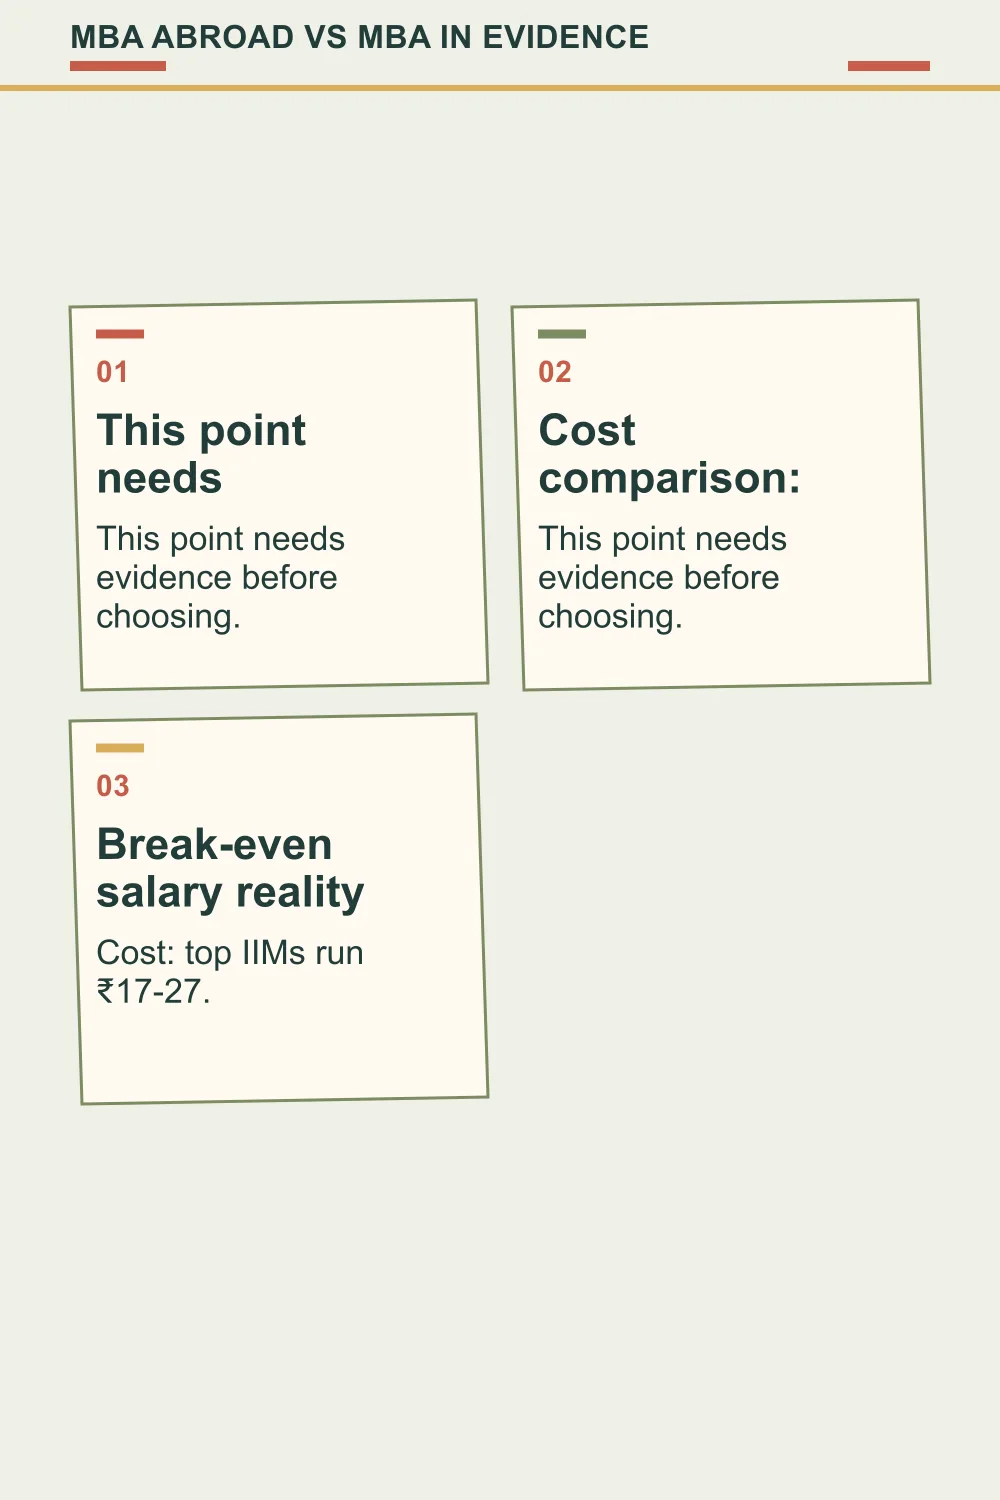 MBA ABROAD VS MBA IN EVIDENCE
01
This point
needs
This point needs
evidence before
choosing.
02
Cost
comparison:
This point needs
evidence before
choosing.
03
Break-even
salary reality
Cost: top IIMs run
₹17-27.